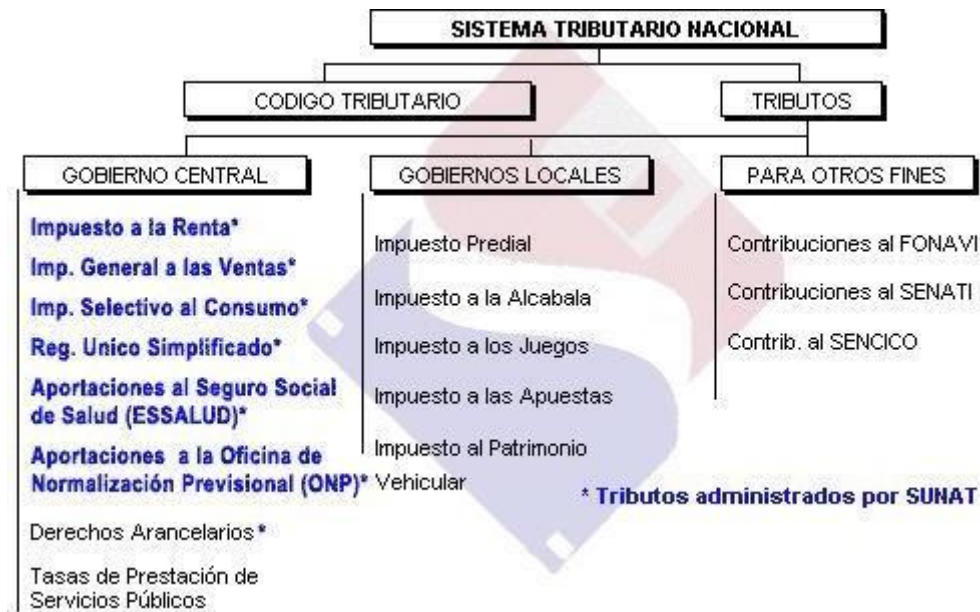 SISTEMA TRIBUTARIO NACIONAL
CODIGO TRIBUTARIO
TRIBUTOS
GOBIERNO CENTRAL
Impuesto a la Renta*
Imp. General a las Ventas*
Imp. Selectivo al Consumo*
Reg. Unico Simplificado*
Aportaciones al Seguro Social
de Salud (ESSALUD)*
Aportaciones a la Oficina de
Normalización Previsional (ONP)*
Derechos Arancelarios*
Tasas de Prestación de
Servicios Públicos
GOBIERNOS LOCALES
Impuesto Predial
Impuesto a la Alcabala
Impuesto a los Juegos
Impuesto a las Apuestas
Impuesto al Patrimonio
Vehicular
PARA OTROS FINES
Contribuciones al FONAVI
Contribuciones al SENATI
Contrib. al SENCICO
* Tributos administrados por SUNAT